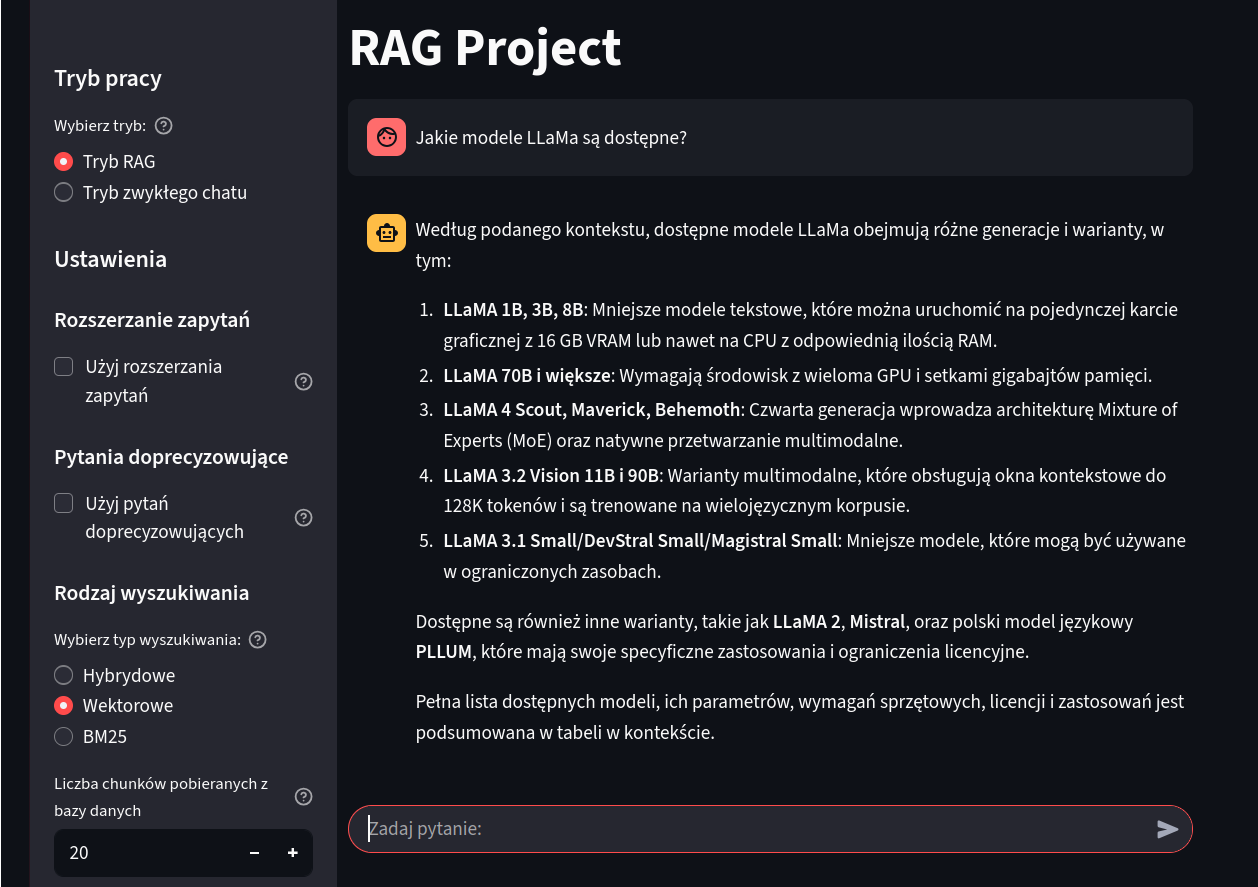 Tryb pracy
Wybierz tryb:
Tryb RAG
Tryb zwykłego chatu
Ustawienia
Rozszerzanie zapytań
Użyj rozszerzania
zapytań
Pytania doprecyzowujące
Użyj pytań
doprecyzowujących
Rodzaj wyszukiwania
Wybierz typ wyszukiwania:
Hybrydowe
Wektorowe
BM25
Liczba chunków pobieranych z
bazy danych
20
RAG Project
Jakie modele LLaMa są dostępne?
Według podanego kontekstu, dostępne modele LLaMa obejmują różne generacje i warianty, w
tym:
1. LLaMA 1B, 3B, 8B: Mniejsze modele tekstowe, które można uruchomić na pojedynczej karcie
graficznej z 16 GB VRAM lub nawet na CPU z odpowiednią ilością RAM.
2. LLaMA 70B i większe: Wymagają środowisk z wieloma GPU i setkami gigabajtów pamięci.
3. LLaMA 4 Scout, Maverick, Behemoth: Czwarta generacja wprowadza architekturę Mixture of
Experts (MoE) oraz natywne przetwarzanie multimodalne.
4. LLaMA 3.2 Vision 11B i 90B: Warianty multimodalne, które obsługują okna kontekstowe do
128K tokenów i są trenowane na wielojęzycznym korpusie.
5. LLaMA 3.1 Small/DevStral Small/Magistral Small: Mniejsze modele, które mogą być używane
w ograniczonych zasobach.
Dostępne są również inne warianty, takie jak LLaMA 2, Mistral, oraz polski model językowy
PLLUM, które mają swoje specyficzne zastosowania i ograniczenia licencyjne.
Pełna lista dostępnych modeli, ich parametrów, wymagań sprzętowych, licencji i zastosowań jest
podsumowana w tabeli w kontekście.
Zadaj pytanie: